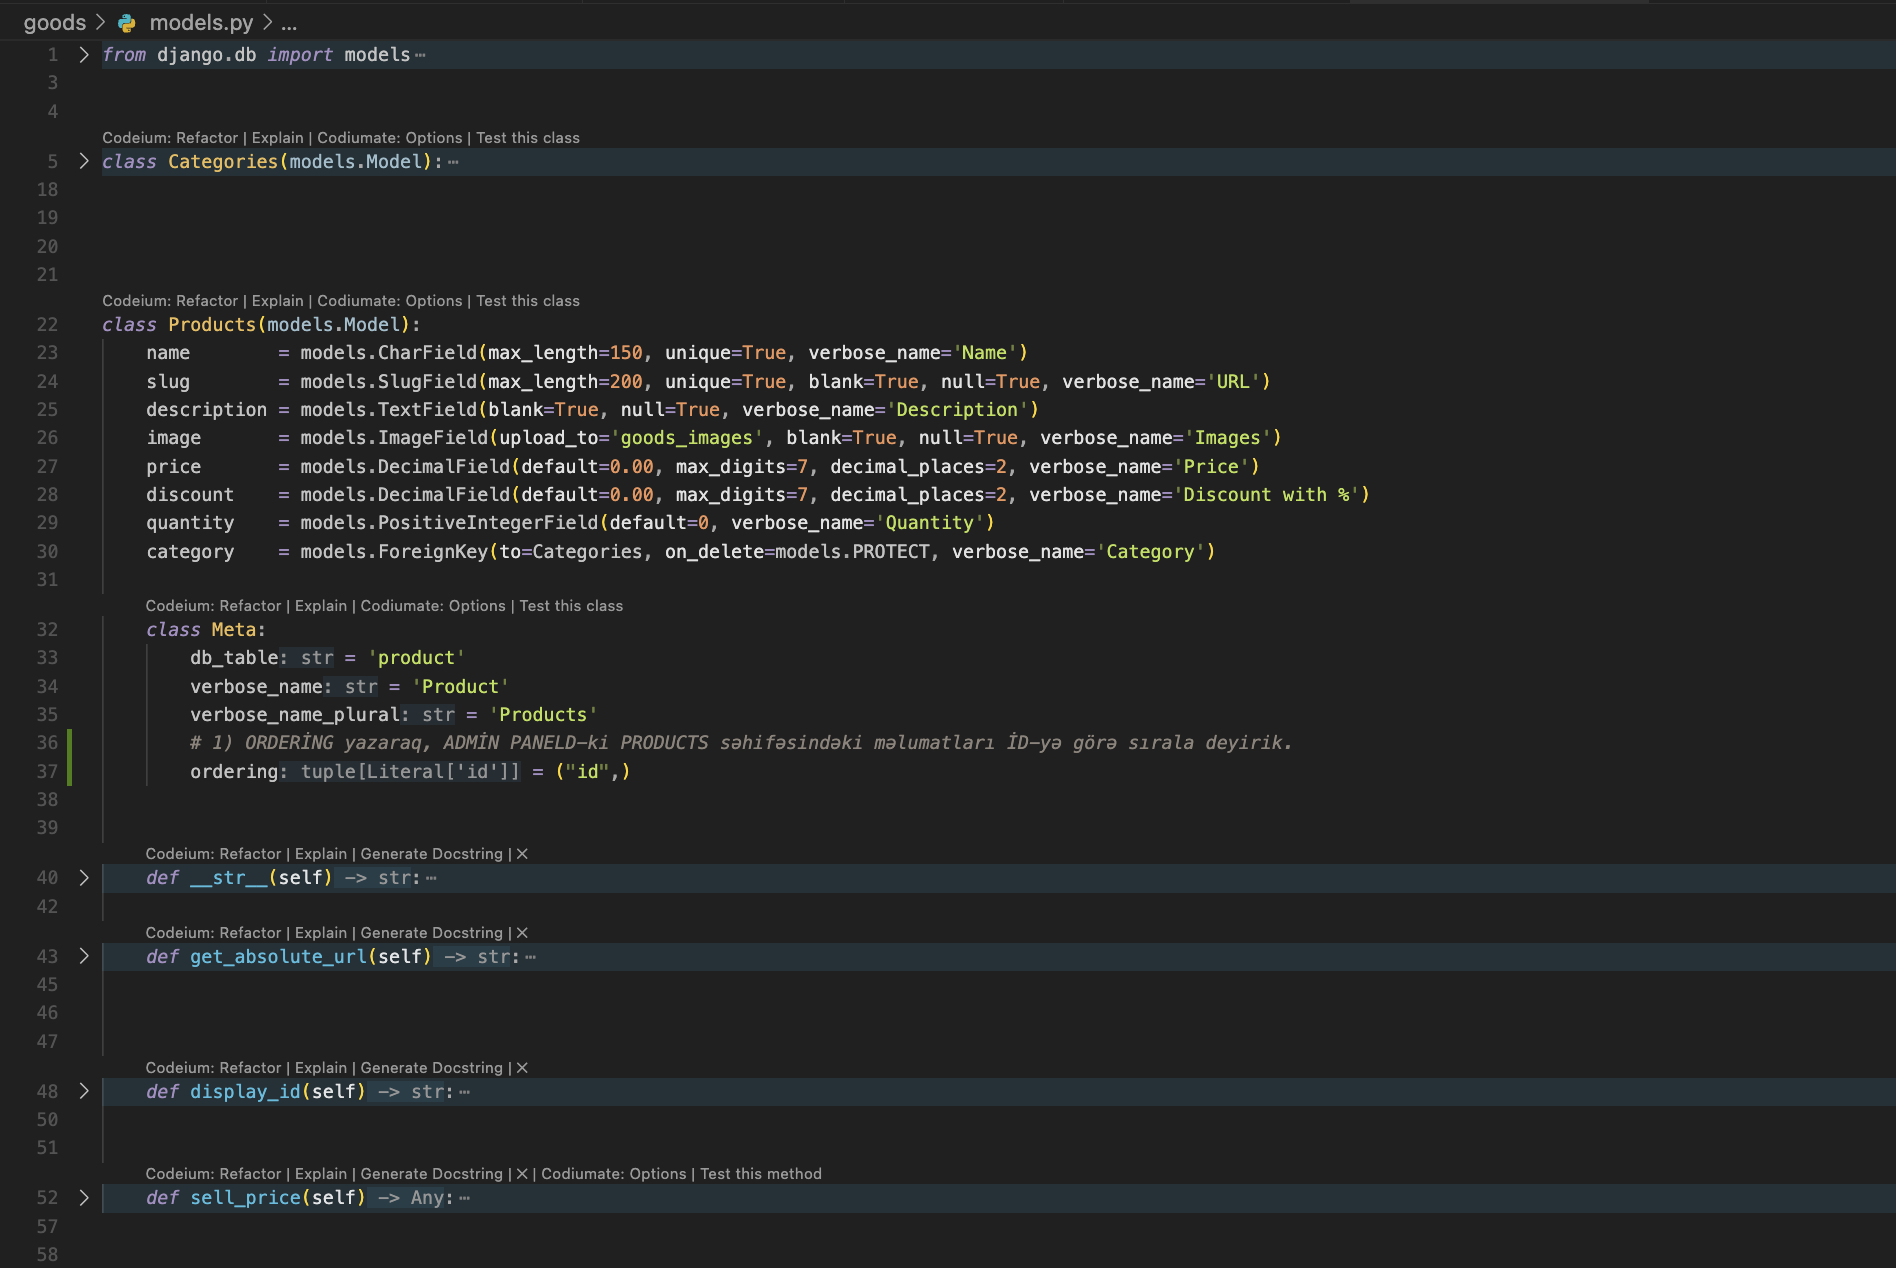 goods > models.py > ...
1 from django.db import models ⋯
3
4
Codeium: Refactor | Explain | Codiumate: Options | Test this class
5 class Categories(models.Model): ⋯
18
19
20
21
Codeium: Refactor | Explain | Codiumate: Options | Test this class
22 class Products(models.Model):
23     name        = models.CharField(max_length=150, unique=True, verbose_name='Name')
24     slug        = models.SlugField(max_length=200, unique=True, blank=True, null=True, verbose_name='URL')
25     description = models.TextField(blank=True, null=True, verbose_name='Description')
26     image       = models.ImageField(upload_to='goods_images', blank=True, null=True, verbose_name='Images')
27     price       = models.DecimalField(default=0.00, max_digits=7, decimal_places=2, verbose_name='Price')
28     discount    = models.DecimalField(default=0.00, max_digits=7, decimal_places=2, verbose_name='Discount with %')
29     quantity    = models.PositiveIntegerField(default=0, verbose_name='Quantity')
30     category    = models.ForeignKey(to=Categories, on_delete=models.PROTECT, verbose_name='Category')
31
Codeium: Refactor | Explain | Codiumate: Options | Test this class
32     class Meta:
33         db_table: str = 'product'
34         verbose_name: str = 'Product'
35         verbose_name_plural: str = 'Products'
36         # 1) ORDERİNG yazaraq, ADMİN PANELD-ki PRODUCTS səhifəsindəki məlumatları İD-yə görə sırala deyirik.
37         ordering: tuple[Literal['id']] = ("id",)
38
39
Codeium: Refactor | Explain | Generate Docstring | ×
40     def __str__(self) -> str: ⋯
42
Codeium: Refactor | Explain | Generate Docstring | ×
43     def get_absolute_url(self) -> str: ⋯
45
46
47
Codeium: Refactor | Explain | Generate Docstring | ×
48     def display_id(self) -> str: ⋯
50
51
Codeium: Refactor | Explain | Generate Docstring | × | Codiumate: Options | Test this method
52     def sell_price(self) -> Any: ⋯
57
58